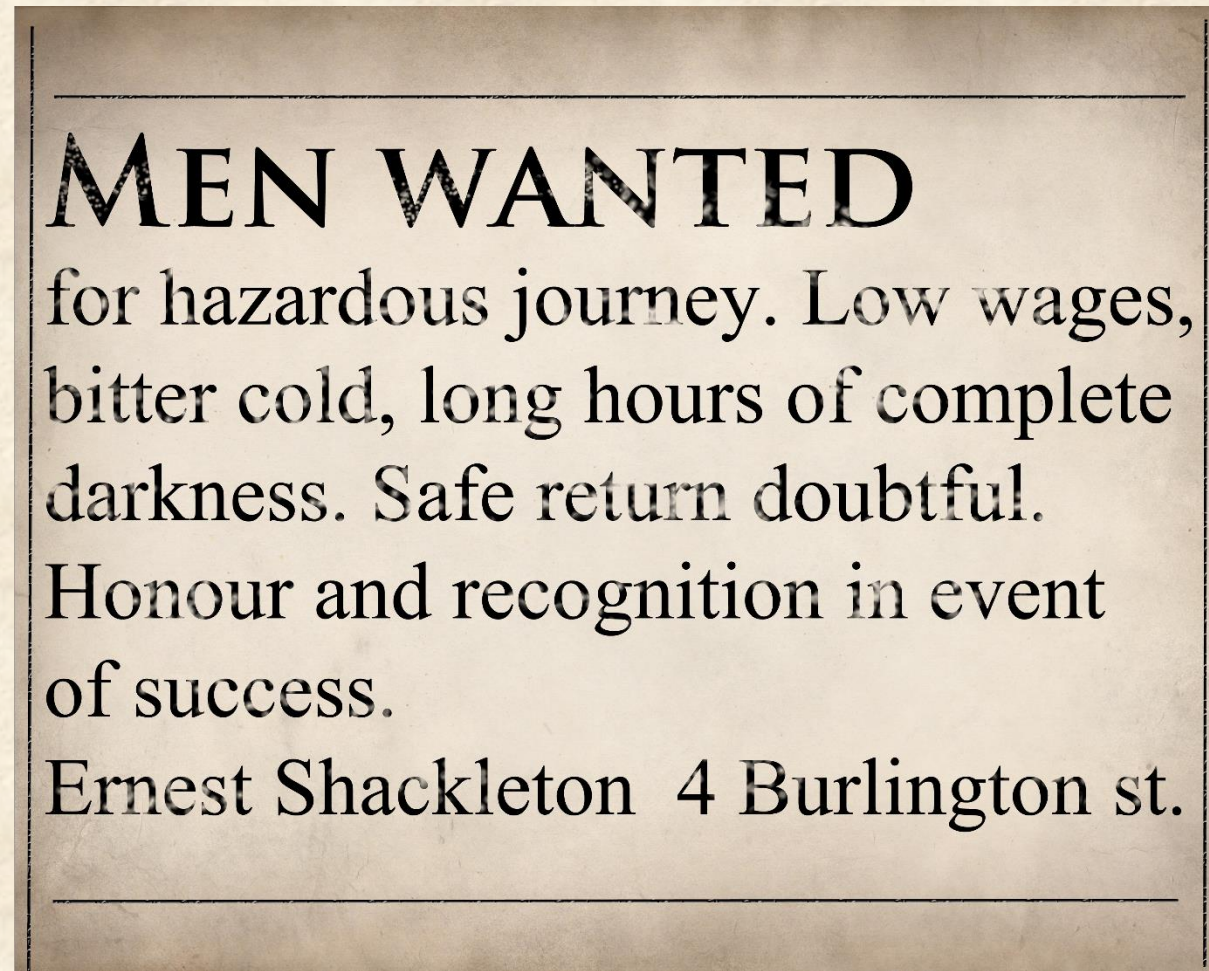 MEN WANTED
for hazardous journey. Low wages,
bitter cold, long hours of complete
darkness. Safe return doubtful.
Honour and recognition in event
of success.
Ernest Shackleton 4 Burlington st.